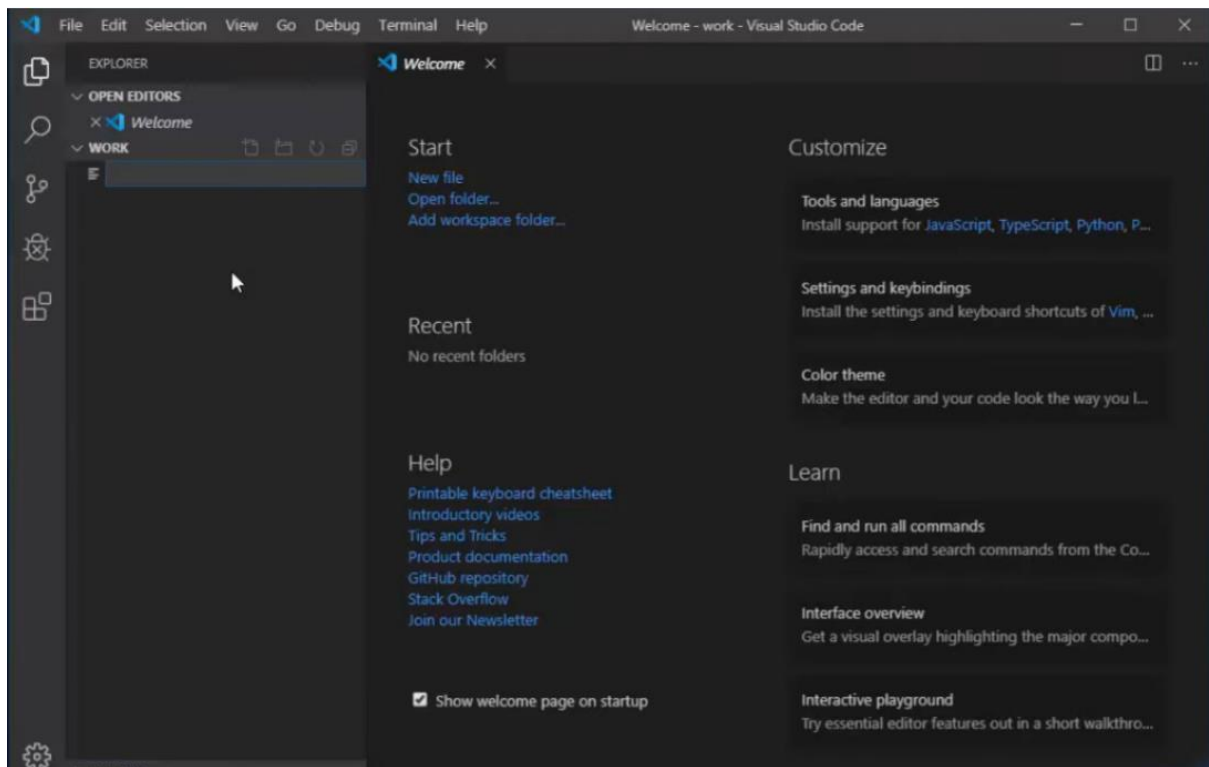 File Edit Selection View Go Debug Terminal Help Welcome - work - Visual Studio Code
EXPLORER
OPEN EDITORS
Welcome
WORK
Welcome
Start
New file
Open folder...
Add workspace folder...
Recent
No recent folders
Help
Printable keyboard cheatsheet
Introductory videos
Tips and Tricks
Product documentation
GitHub repository
Stack Overflow
Join our Newsletter
Show welcome page on startup
Customize
Tools and languages
Install support for JavaScript, TypeScript, Python, P...
Settings and keybindings
Install the settings and keyboard shortcuts of Vim, ...
Color theme
Make the editor and your code look the way you l...
Learn
Find and run all commands
Rapidly access and search commands from the Co...
Interface overview
Get a visual overlay highlighting the major compo...
Interactive playground
Try essential editor features out in a short walkthro...